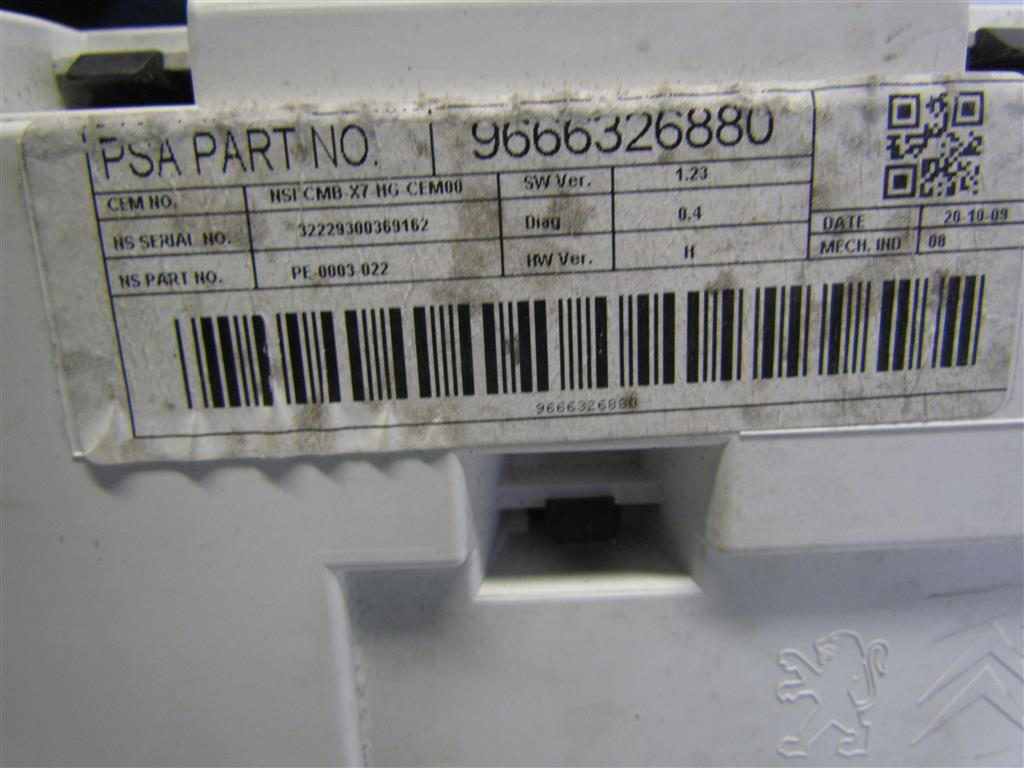 PSA PART NO. 9666326880
CEM NO. NSI CMB-X7-HG-CEM00 SW Ver. 1.23
NS SERIAL NO. 32229300369162 Diag 0.4 DATE 20-10-09
NS PART NO. PE-0003-022 HW Ver. H MECH. IND 08
9666326880